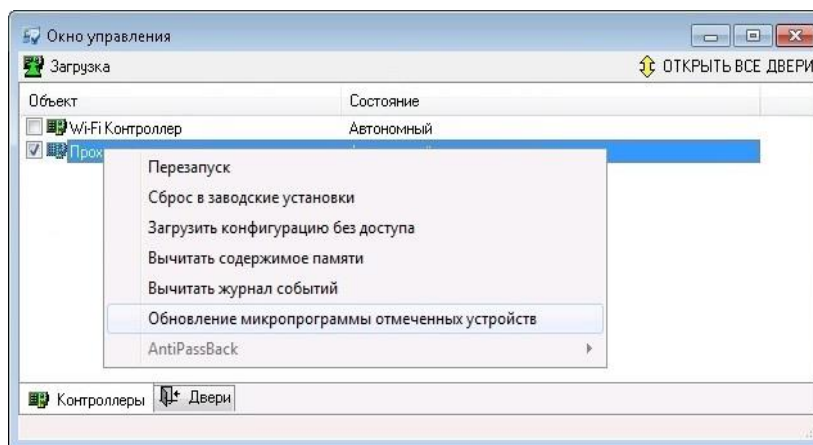 Окно управления
Загрузка
ОТКРЫТЬ ВСЕ ДВЕРИ
Объект Состояние
Wi-Fi Контроллер Автономный
Перезапуск
Сброс в заводские установки
Загрузить конфигурацию без доступа
Вычитать содержимое памяти
Вычитать журнал событий
Обновление микропрограммы отмеченных устройств
AntiPassBack
Контроллеры Двери